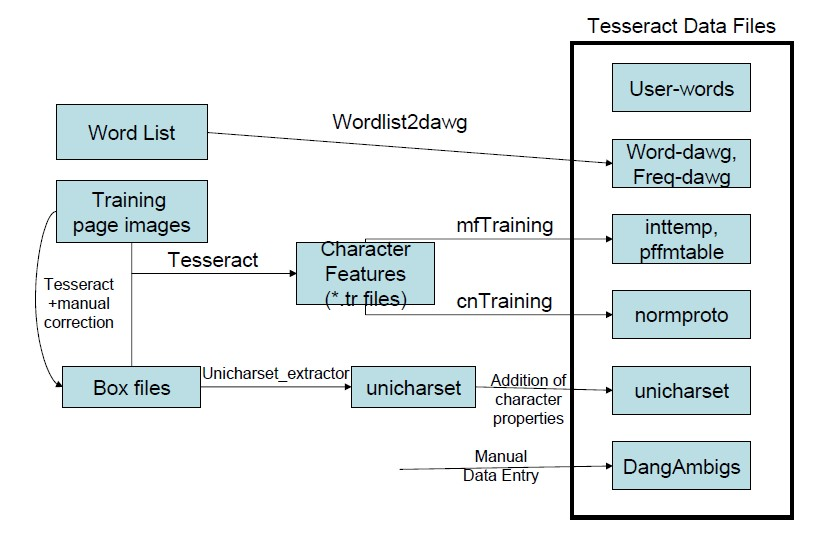 Tesseract Data Files
User-words
Word List
Wordlist2dawg
Word-dawg,
Freq-dawg
Training
page images
mfTraining
inttemp,
pffmtable
Tesseract
Character
Features
(*.tr files)
Tesseract
+manual
correction
cnTraining
normproto
Box files
Unicharset_extractor
unicharset
Addition of
character
properties
unicharset
Manual
Data Entry
DangAmbigs